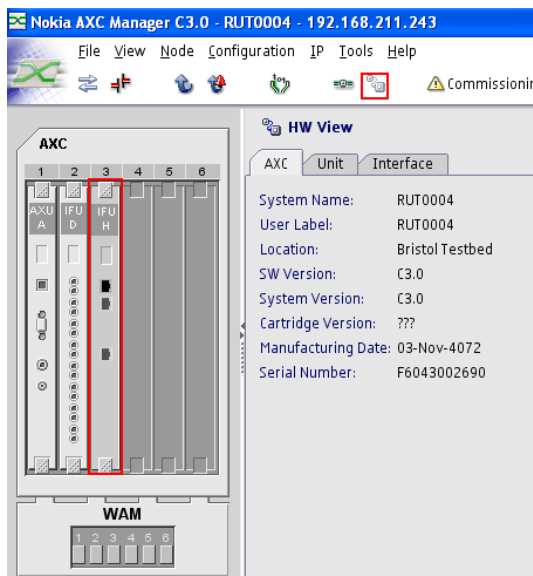 Nokia AXC Manager C3.0 - RUT0004 - 192.168.211.243
File View Node Configuration IP Tools Help
Commissionin
HW View
AXC
AXC Unit Interface
1 2 3 4 5 6
AXU IFU IFU
A D H
System Name: RUT0004
User Label: RUT0004
Location: Bristol Testbed
SW Version: C3.0
System Version: C3.0
Cartridge Version: ???
Manufacturing Date: 03-Nov-4072
Serial Number: F6043002690
WAM
1 2 3 4 5 6